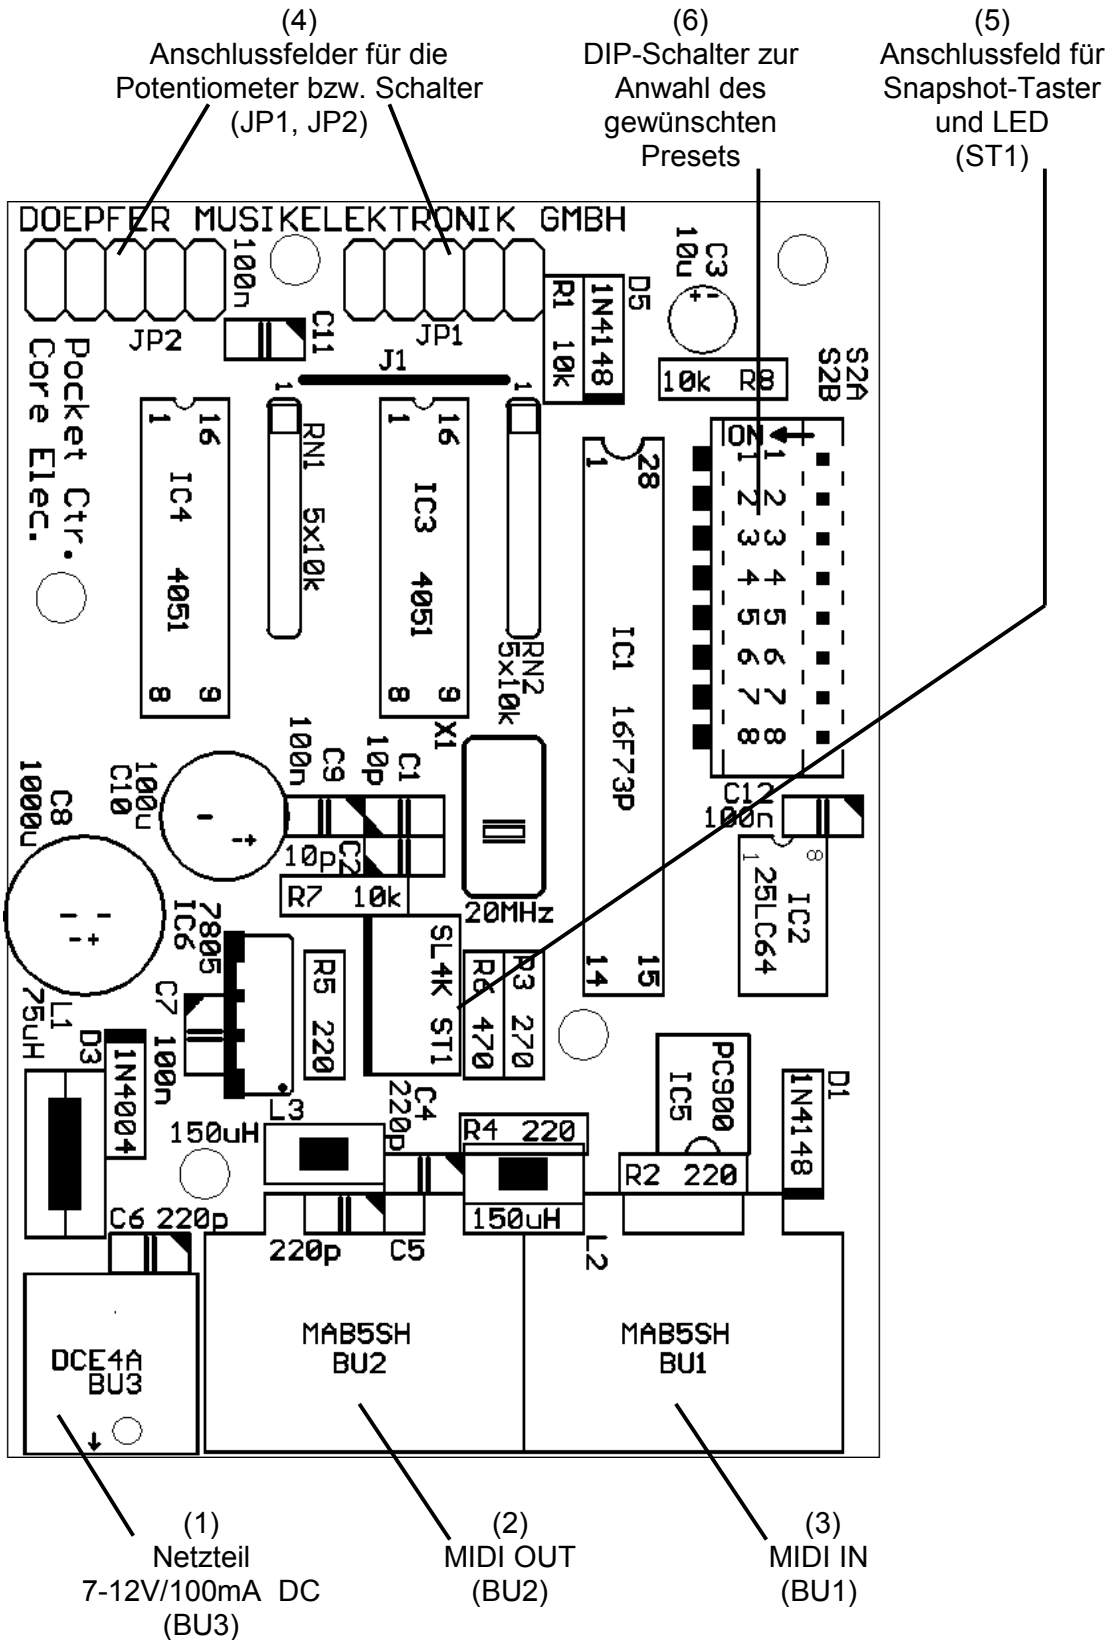 (4)
Anschlussfelder für die
Potentiometer bzw. Schalter
(JP1, JP2)
(6)
DIP-Schalter zur
Anwahl des
gewünschten
Presets
(5)
Anschlussfeld für
Snapshot-Taster
und LED
(ST1)
DOEPFER MUSIKELEKTRONIK GMBH
JP2
100n
C11
JP1
J1
R1 10k
1N4148
D5
10u
C3
10k R8
S2A
S2B
Pocket Ctr.
Core Elec.
1 16
IC4 4051
8 9
1
RN1 5x10k
1 16
IC3 4051
8 9
1
RN2
5x10k
1 28
IC1 16F73P
14 15
ON
1 1
2 2
3 3
4 4
5 5
6 6
7 7
8 8
C8
1000u
100u
C10
100n
C9
10p
C1
X1
10p
C2
R7 10k
20MHz
C12
100n
1 8
IC2
25LC64
7805
IC6
L1
75uH
C7
100n
D3
1N4004
R5 220
SL4K ST1
R6 470
R3 270
L3
150uH
C4
220p
R4 220
PC900
IC5
D1
1N4148
R2 220
C6 220p
220p C5
150uH
L2
DCE4A
BU3
MAB5SH
BU2
MAB5SH
BU1
(1)
Netzteil
7-12V/100mA DC
(BU3)
(2)
MIDI OUT
(BU2)
(3)
MIDI IN
(BU1)